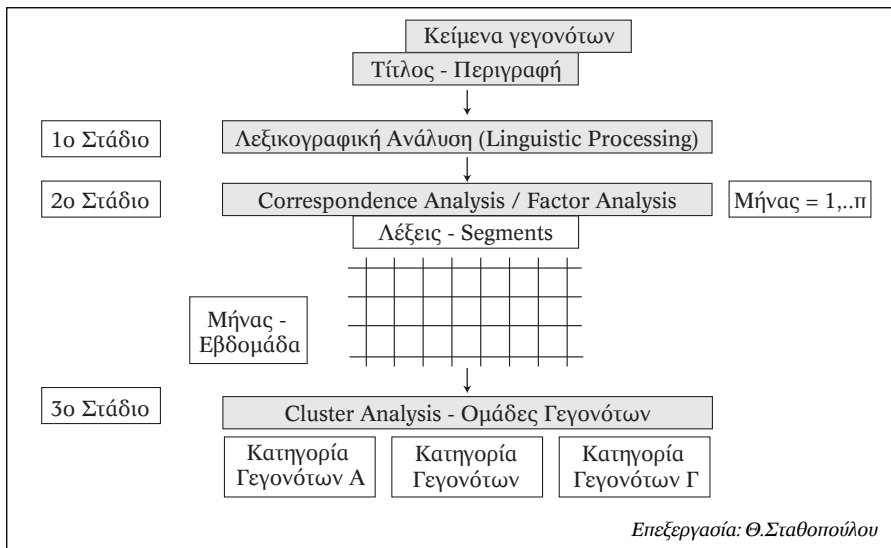 Κείμενα γεγονότων
Τίτλος - Περιγραφή
1ο Στάδιο
Λεξικογραφική Ανάλυση (Linguistic Processing)
2ο Στάδιο
Correspondence Analysis / Factor Analysis
Μήνας = 1,..π
Λέξεις - Segments
Μήνας -
Εβδομάδα
3ο Στάδιο
Cluster Analysis - Ομάδες Γεγονότων
Κατηγορία
Γεγονότων Α
Κατηγορία
Γεγονότων
Κατηγορία
Γεγονότων Γ
Επεξεργασία: Θ.Σταθοπούλου